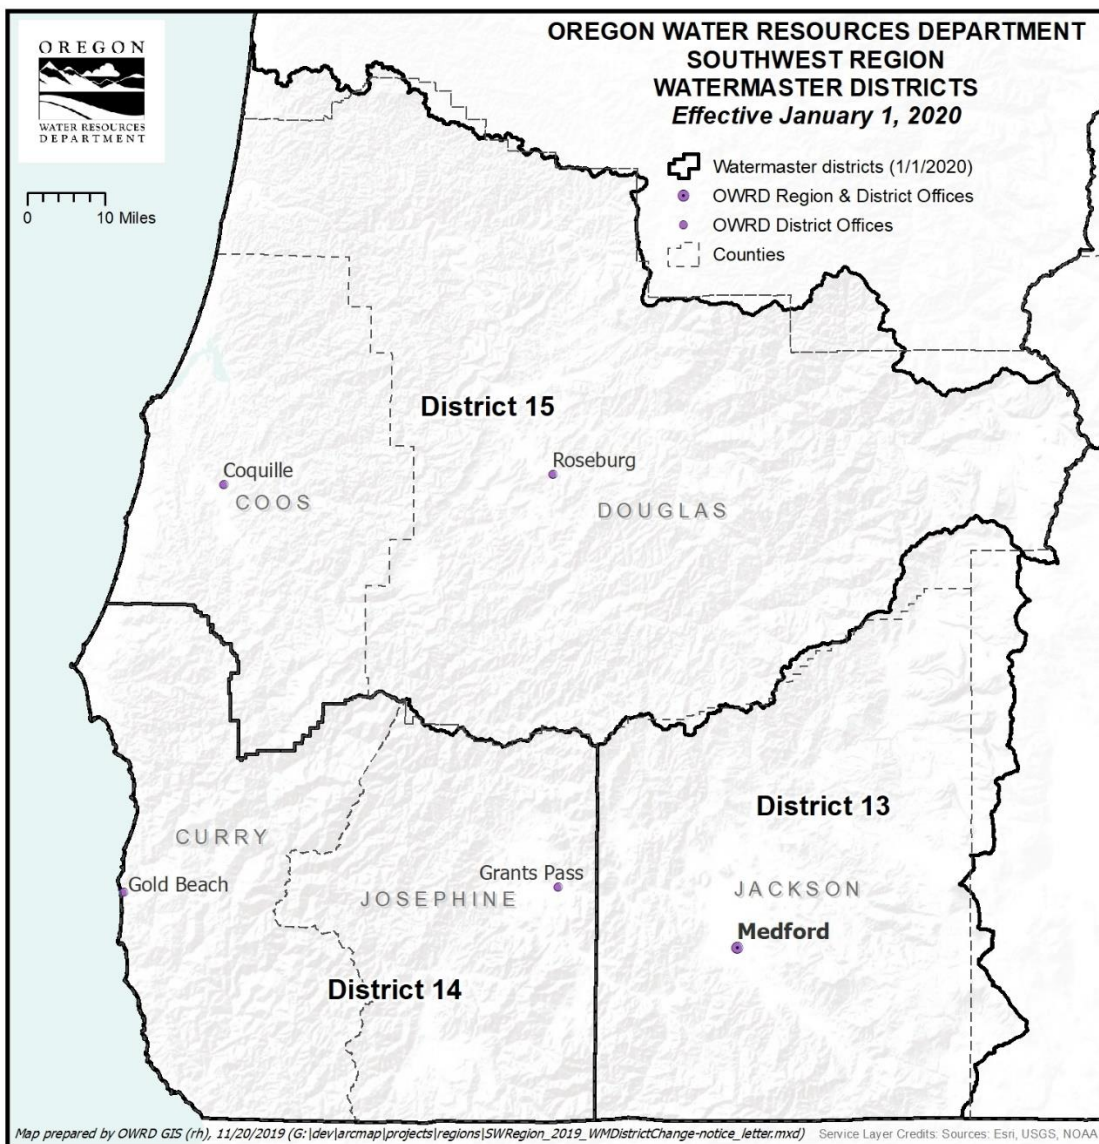 OREGON
WATER RESOURCES
DEPARTMENT
OREGON WATER RESOURCES DEPARTMENT
SOUTHWEST REGION
WATERMASTER DISTRICTS
Effective January 1, 2020
Watermaster districts (1/1/2020)
OWRD Region & District Offices
OWRD District Offices
Counties
0 10 Miles
District 15
Coquille
COOS
Roseburg
DOUGLAS
District 13
CURRY
Gold Beach
Grants Pass
JOSEPHINE
JACKSON
Medford
District 14
Map prepared by OWRD GIS (rh), 11/20/2019 (G:\dev\arcmap\projects\regions\SWRegion_2019_WMDistrictChange-notice_letter.mxd)
Service Layer Credits: Sources: Esri, USGS, NOAA